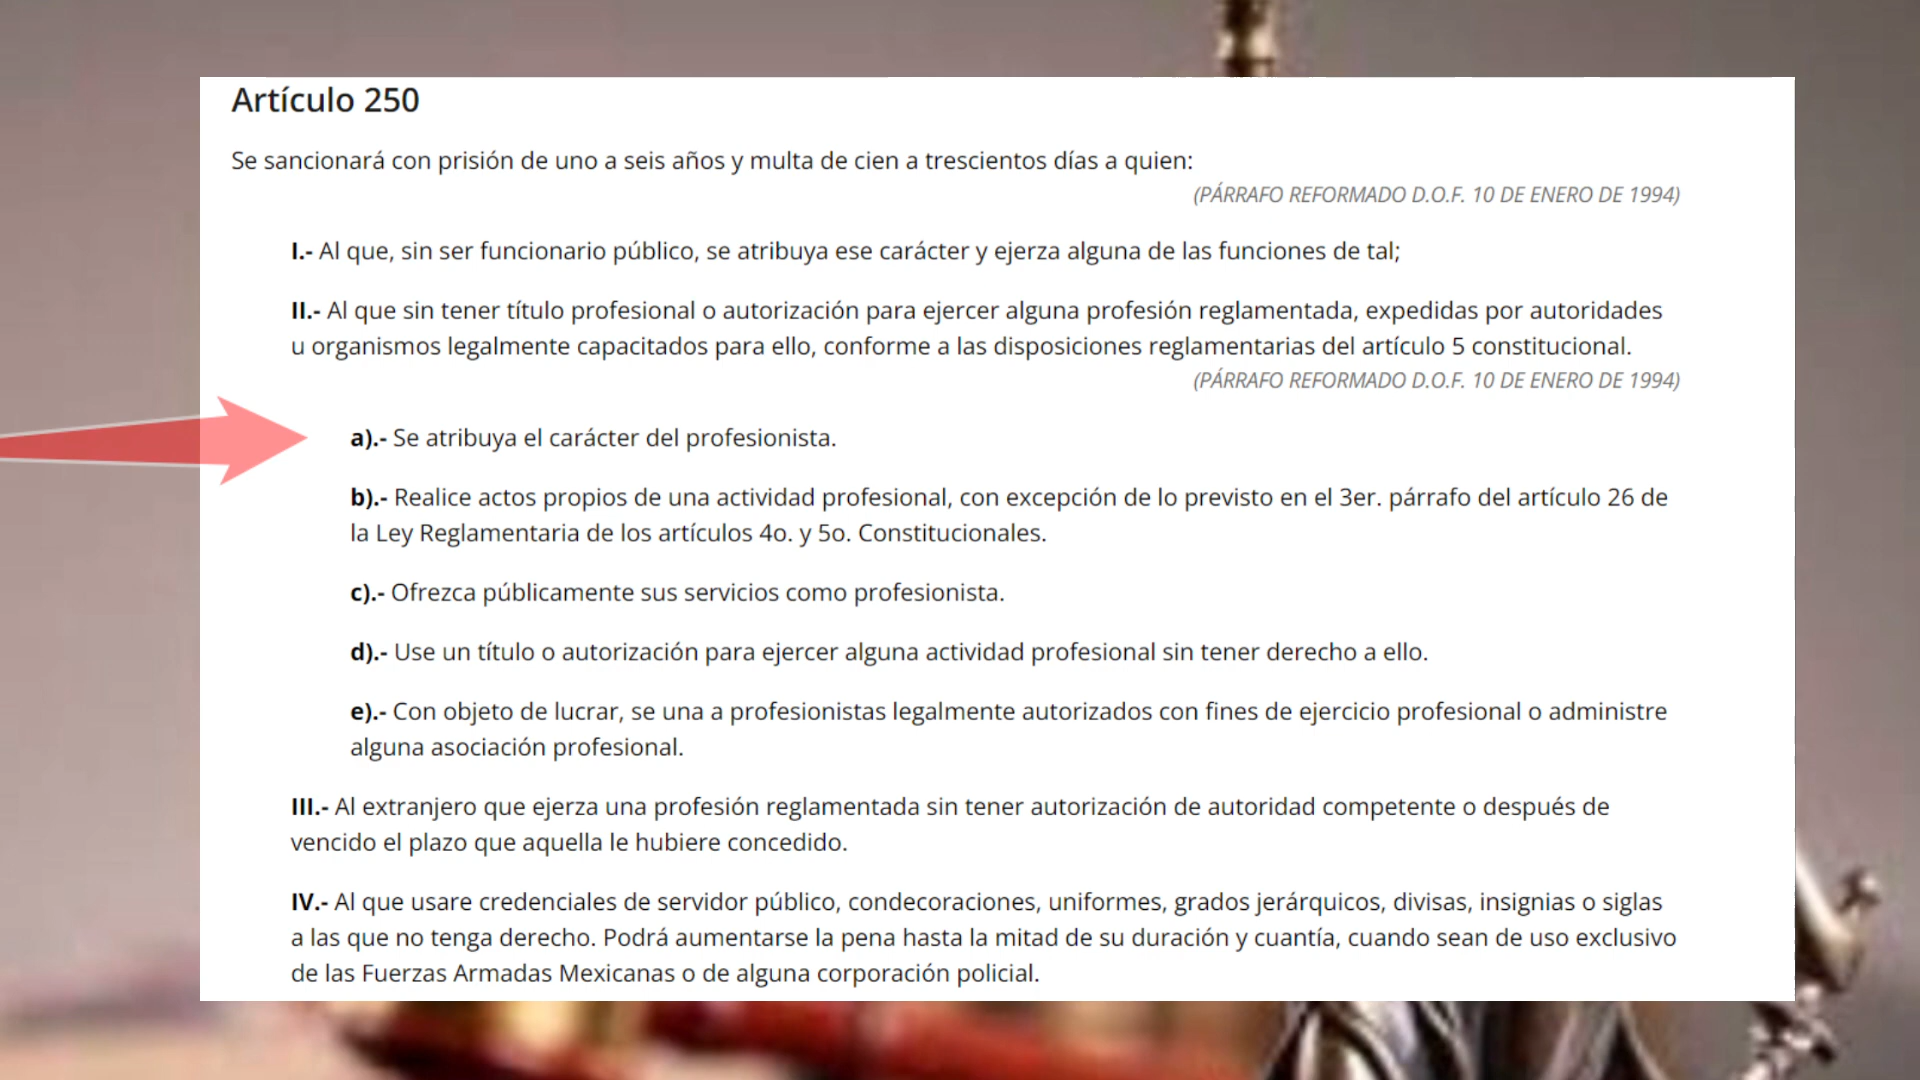 Artículo 250
Se sancionará con prisión de uno a seis años y multa de cien a trescientos días a quien:
(PÁRRAFO REFORMADO D.O.F. 10 DE ENERO DE 1994)
I.- Al que, sin ser funcionario público, se atribuya ese carácter y ejerza alguna de las funciones de tal;
II.- Al que sin tener título profesional o autorización para ejercer alguna profesión reglamentada, expedidas por autoridades
u organismos legalmente capacitados para ello, conforme a las disposiciones reglamentarias del artículo 5 constitucional.
(PÁRRAFO REFORMADO D.O.F. 10 DE ENERO DE 1994)
a).- Se atribuya el carácter del profesionista.
b).- Realice actos propios de una actividad profesional, con excepción de lo previsto en el 3er. párrafo del artículo 26 de
la Ley Reglamentaria de los artículos 4o. y 5o. Constitucionales.
c).- Ofrezca públicamente sus servicios como profesionista.
d).- Use un título o autorización para ejercer alguna actividad profesional sin tener derecho a ello.
e).- Con objeto de lucrar, se una a profesionistas legalmente autorizados con fines de ejercicio profesional o administre
alguna asociación profesional.
III.- Al extranjero que ejerza una profesión reglamentada sin tener autorización de autoridad competente o después de
vencido el plazo que aquella le hubiere concedido.
IV.- Al que usare credenciales de servidor público, condecoraciones, uniformes, grados jerárquicos, divisas, insignias o siglas
a las que no tenga derecho. Podrá aumentarse la pena hasta la mitad de su duración y cuantía, cuando sean de uso exclusivo
de las Fuerzas Armadas Mexicanas o de alguna corporación policial.